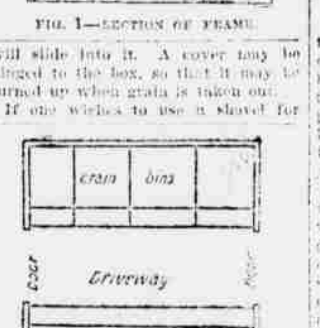 FIG. 1—SECTION OF FRAME.
will slide into it. A cover may be
hinged to the box, so that it may be
turned up when grain is taken out.
If one wishes to use a shovel for
Grain bins
Door Driveway Door